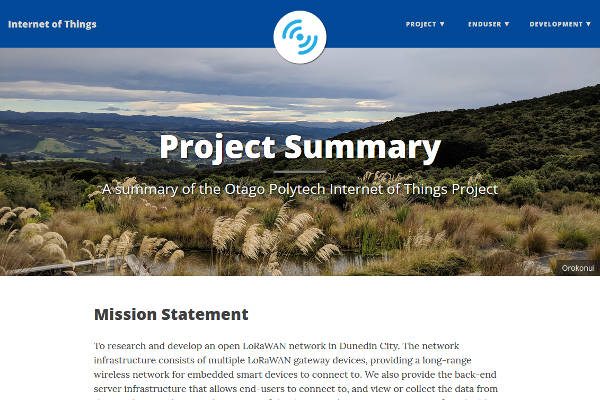 Internet of Things
PROJECT ▼
ENDUSER ▼
DEVELOPMENT ▼
Project Summary
A summary of the Otago Polytech Internet of Things Project
Orokonui
Mission Statement
To research and develop an open LoRaWAN network in Dunedin City. The network
infrastructure consists of multiple LoRaWAN gateway devices, providing a long-range
wireless network for embedded smart devices to connect to. We also provide the back-end
server infrastructure that allows end-users to connect to, and view or collect the data from